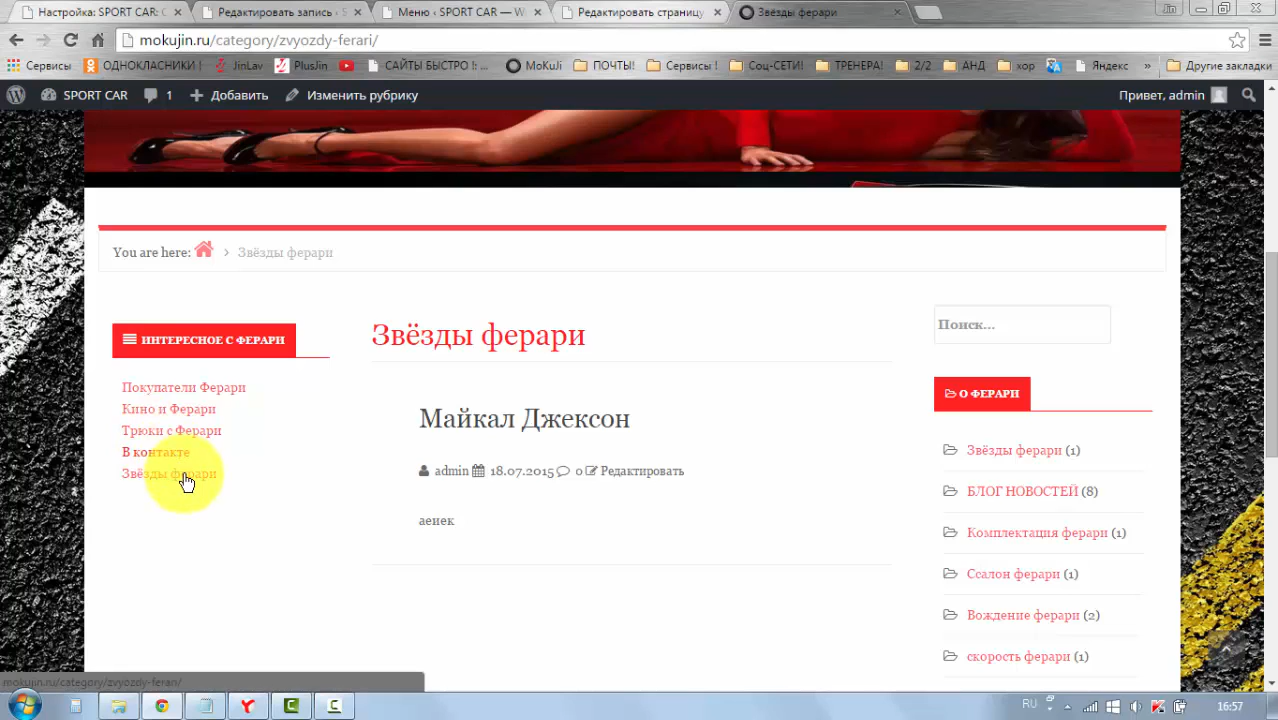 Настройка: SPORT CAR: С
Редактировать запись ‹ S
Меню ‹ SPORT CAR — W
Редактировать страницу
Звёзды ферари
Jin
mokujin.ru/category/zvyozdy-ferari/
Сервисы
ОДНОКЛАСНИКИ !
JinLav
PlusJin
САЙТЫ БЫСТРО !: ...
MoKuJi
ПОЧТЫ!
Сервисы !
Соц-СЕТИ!
ТРЕНЕРА!
2/2
АНД
хор
Яндекс
»
Другие закладки
SPORT CAR
1
Добавить
Изменить рубрику
Привет, admin
You are here: › Звёзды ферари
ИНТЕРЕСНОЕ С ФЕРАРИ
Покупатели Ферари
Кино и Ферари
Трюки с Ферари
В контакте
Звёзды ферари
Звёзды ферари
Майкал Джексон
admin 18.07.2015 0 Редактировать
аеиек
Поиск...
О ФЕРАРИ
Звёзды ферари (1)
БЛОГ НОВОСТЕЙ (8)
Комплектация ферари (1)
Ссалон ферари (1)
Вождение ферари (2)
скорость ферари (1)
mokujin.ru/category/zvyozdy-ferari/
RU
16:57